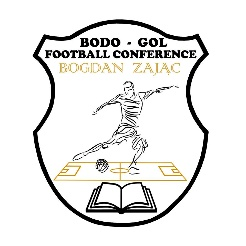 BODO - GOL
FOOTBALL CONFERENCE
BOGDAN ZAJĄC